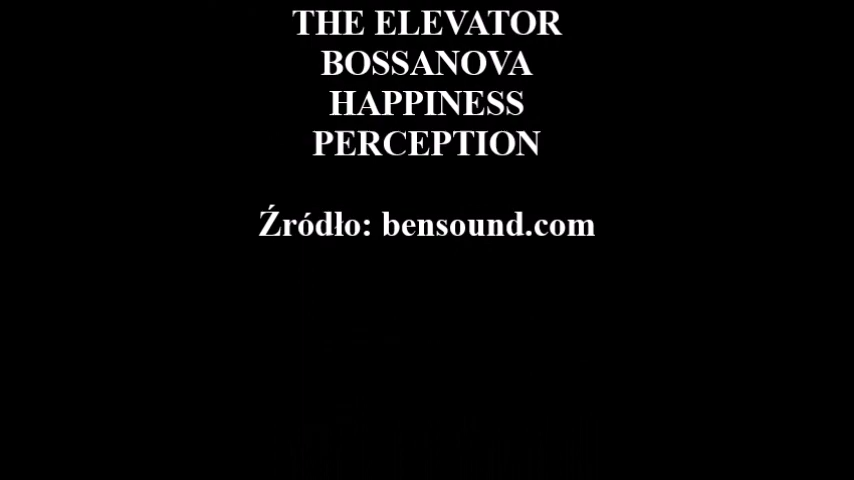 THE ELEVATOR
BOSSANOVA
HAPPINESS
PERCEPTION
Źródło: bensound.com